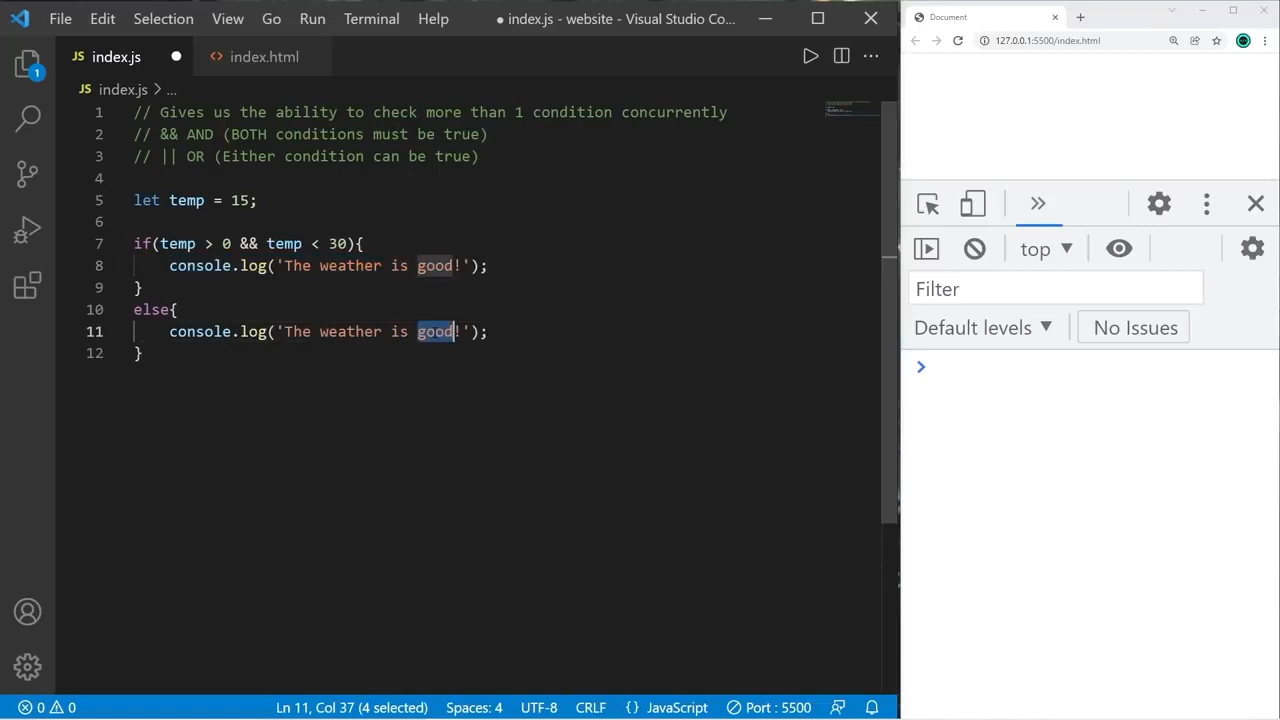 File Edit Selection View Go Run Terminal Help ● index.js - website - Visual Studio Co...
JS index.js ● <> index.html
JS index.js > ...
1 // Gives us the ability to check more than 1 condition concurrently
2 // && AND (BOTH conditions must be true)
3 // || OR (Either condition can be true)
4
5 let temp = 15;
6
7 if(temp > 0 && temp < 30){
8 console.log('The weather is good!');
9 }
10 else{
11 console.log('The weather is good!');
12 }
1
0 0 Ln 11, Col 37 (4 selected) Spaces: 4 UTF-8 CRLF {} JavaScript Port : 5500
Document
127.0.0.1:5500/index.html
top
Filter
Default levels No Issues